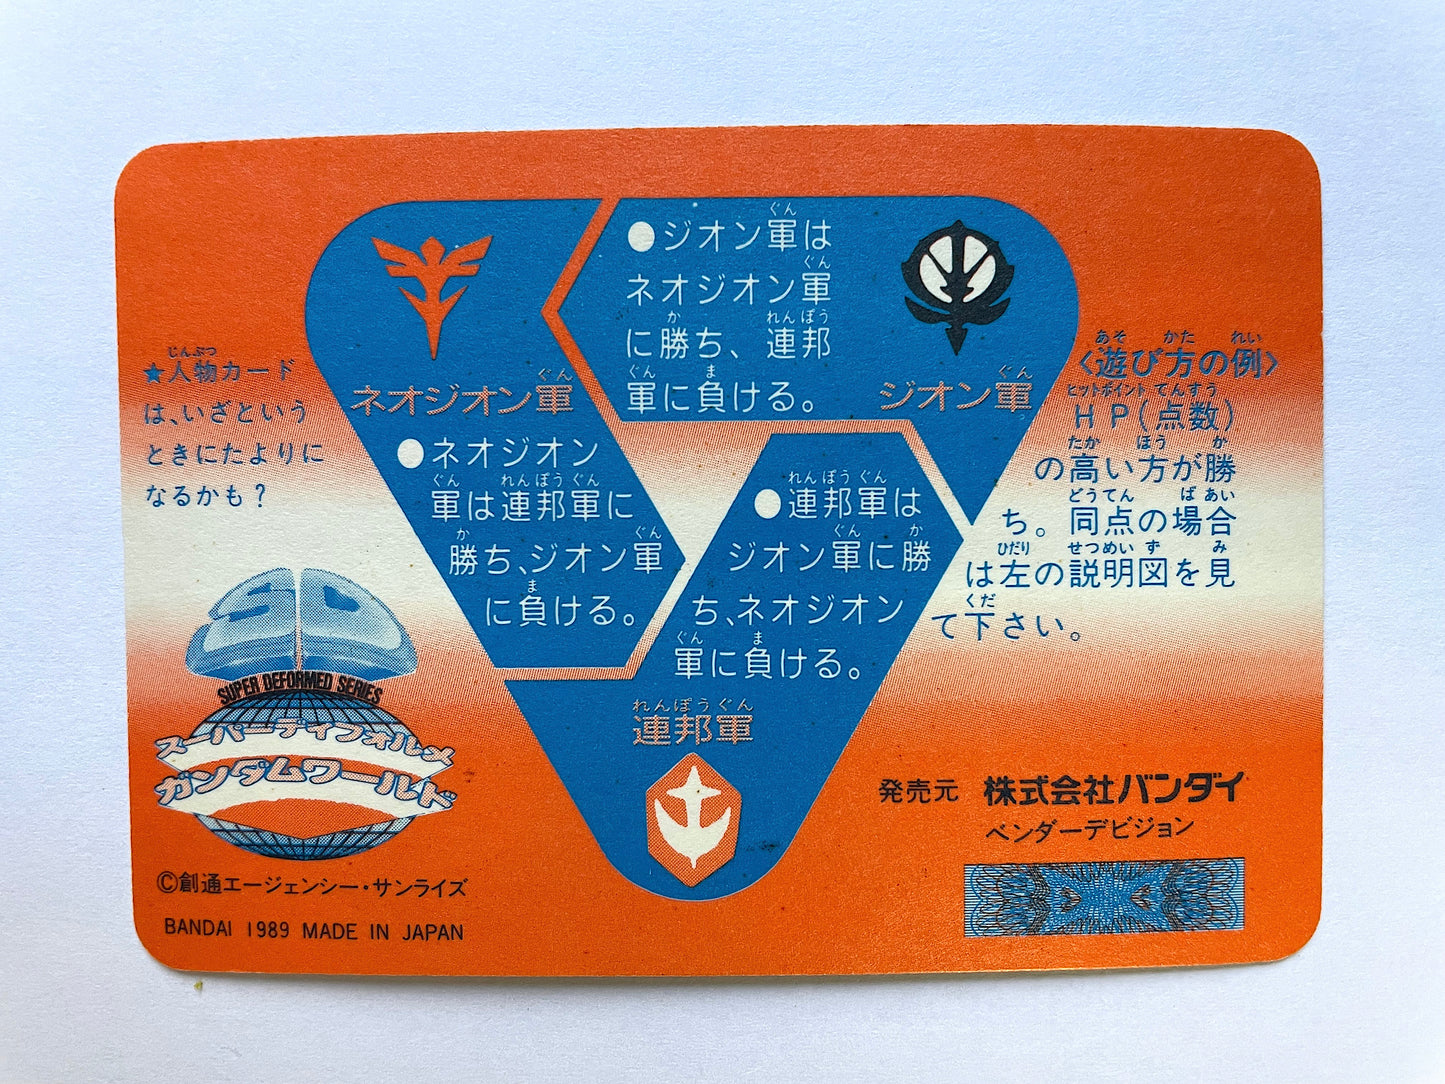 ●ジオン軍は
ネオジオン軍
に勝ち、連邦
軍に負ける。
ネオジオン軍
ジオン軍
●ネオジオン
軍は連邦軍に
勝ち、ジオン軍
に負ける。
●連邦軍は
ジオン軍に勝
ち、ネオジオン
軍に負ける。
連邦軍
★人物カード
は、いざという
ときにたよりに
なるかも?
〈遊び方の例〉
HP(点数)
の高い方が勝
ち。同点の場合
は左の説明図を見
て下さい。
SD
SUPER DEFORMED SERIES
スーパーディフォルメ
ガンダムワールド
©創通エージェンシー・サンライズ
BANDAI 1989 MADE IN JAPAN
発売元 株式会社バンダイ
ベンダーデビジョン